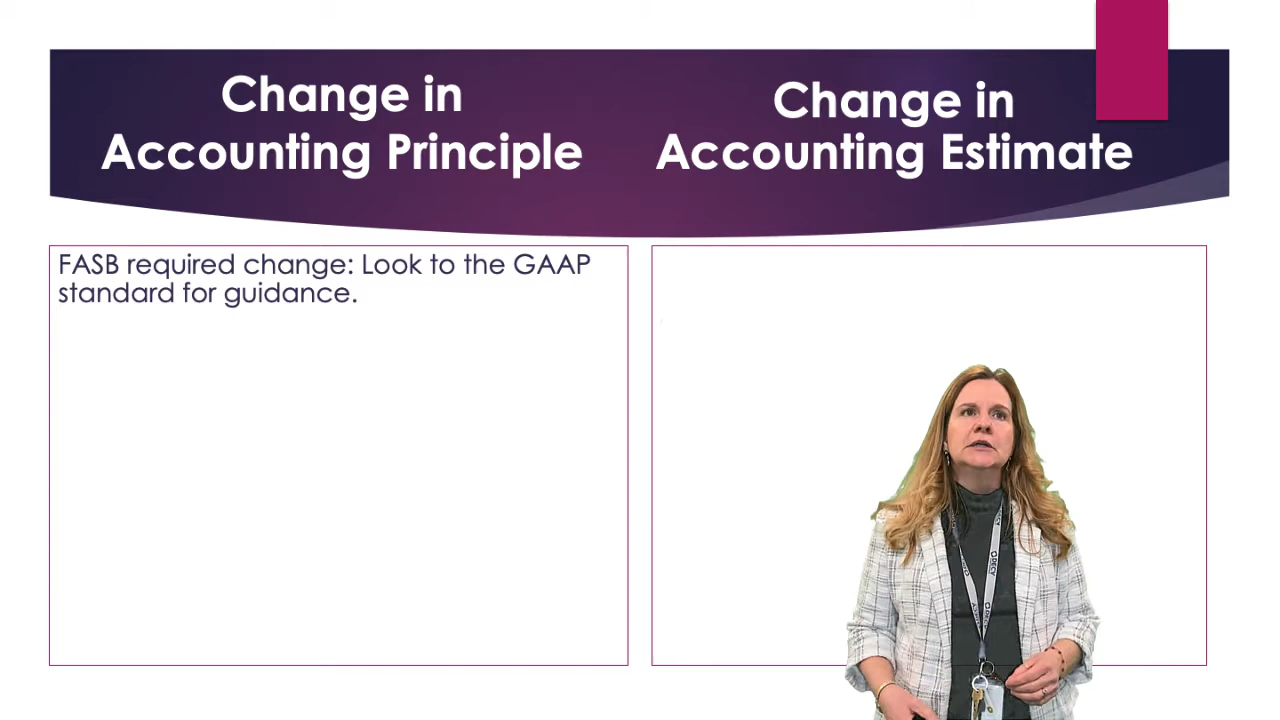 Change in
Accounting Principle
Change in
Accounting Estimate
FASB required change: Look to the GAAP
standard for guidance.